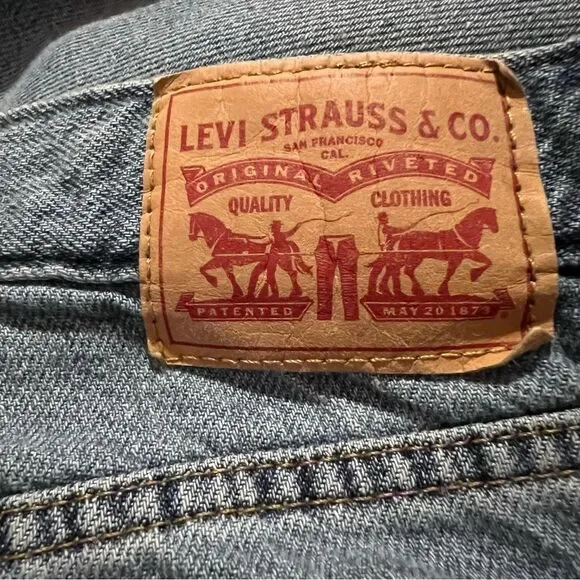 LEVI STRAUSS & CO.
SAN FRANCISCO
CAL.
ORIGINAL RIVETED
QUALITY CLOTHING
PATENTED MAY 20 1873
®